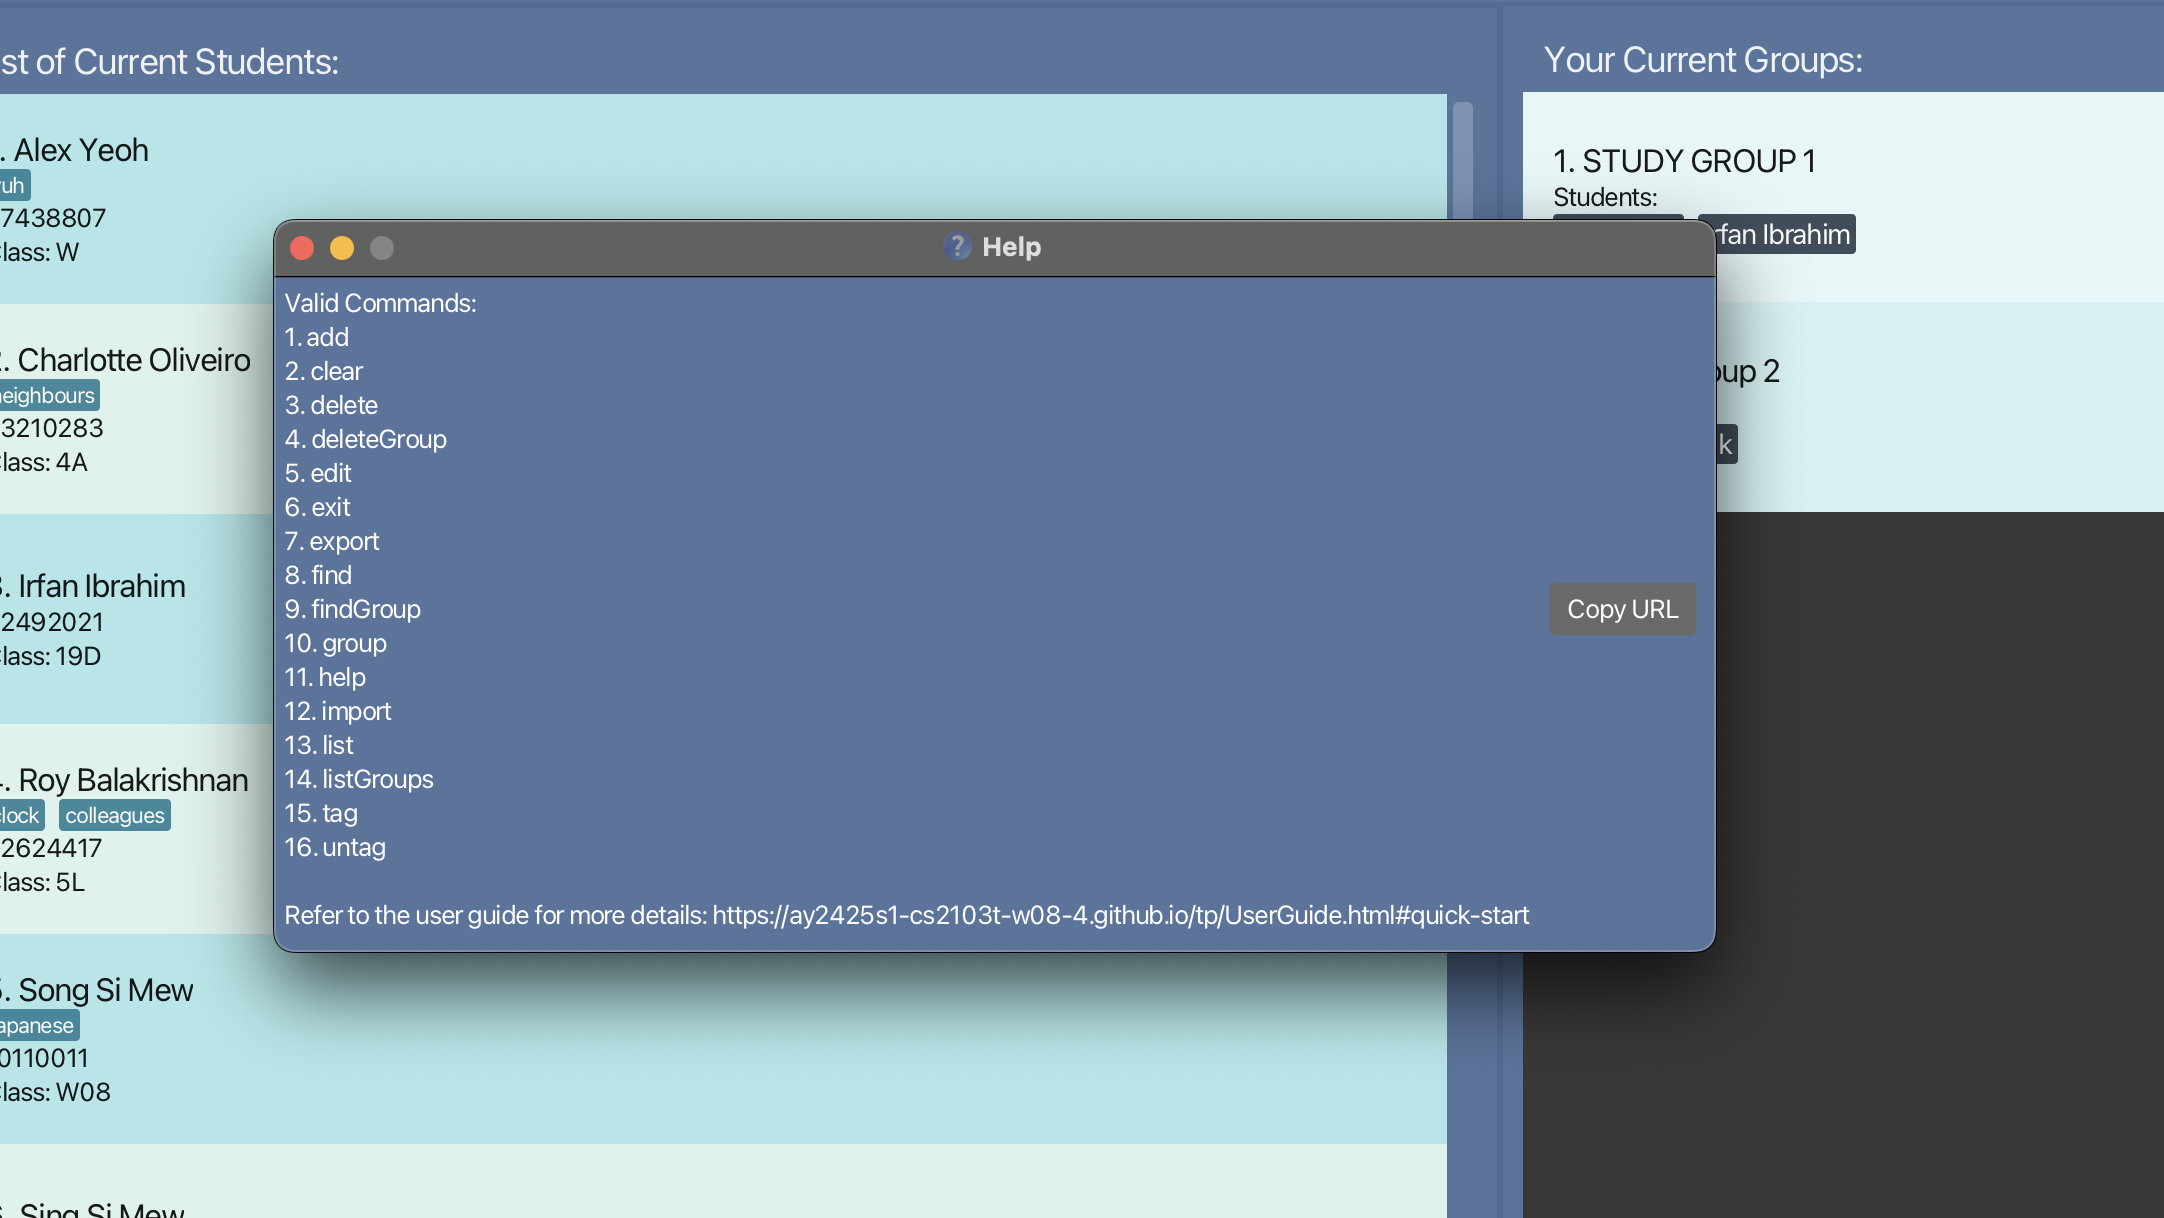 st of Current Students:
. Alex Yeoh
uh
7438807
lass: W
. Charlotte Oliveiro
eighbours
3210283
lass: 4A
. Irfan Ibrahim
2492021
lass: 19D
. Roy Balakrishnan
lock colleagues
2624417
lass: 5L
. Song Si Mew
apanese
0110011
lass: W08
. Sing Si Mew
Help
Valid Commands:
1. add
2. clear
3. delete
4. deleteGroup
5. edit
6. exit
7. export
8. find
9. findGroup
10. group
11. help
12. import
13. list
14. listGroups
15. tag
16. untag
Refer to the user guide for more details: https://ay2425s1-cs2103t-w08-4.github.io/tp/UserGuide.html#quick-start
Copy URL
Your Current Groups:
1. STUDY GROUP 1
Students:
rfan Ibrahim
oup 2
k